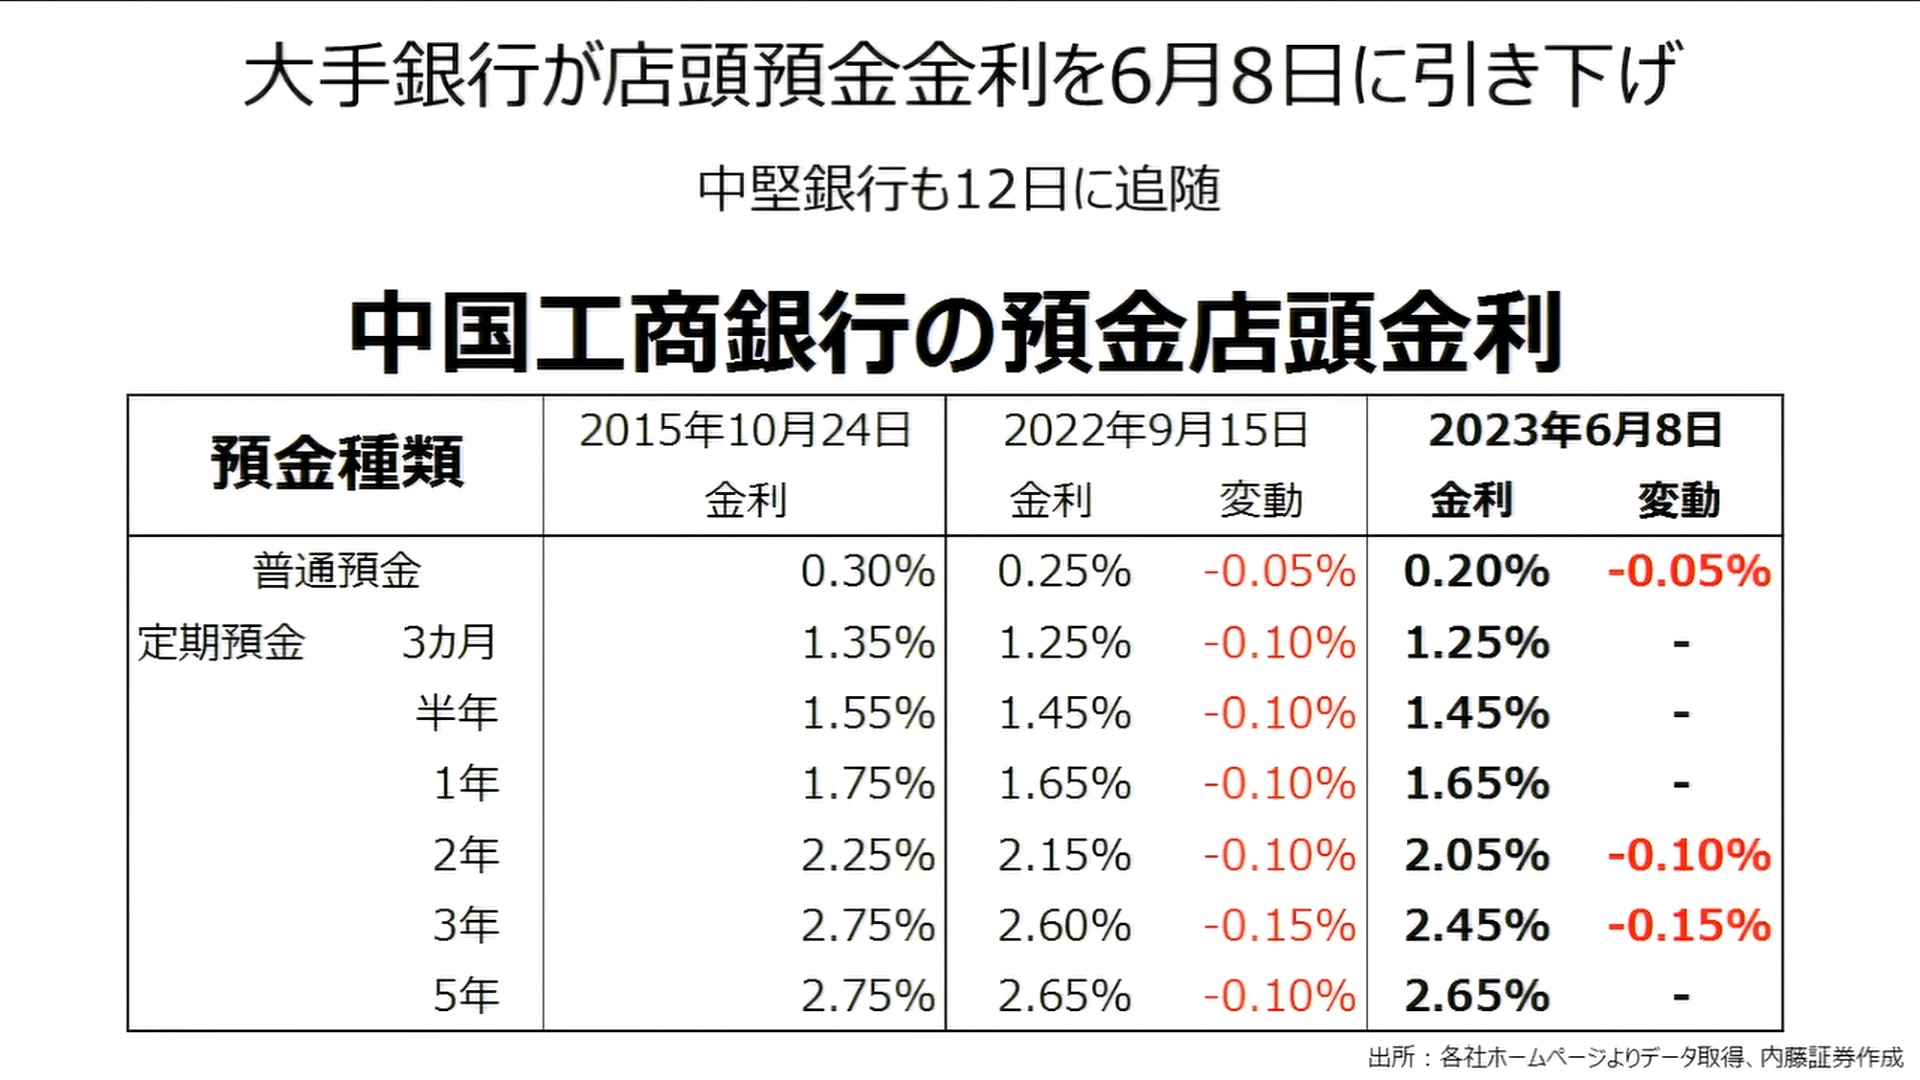 大手銀行が店頭預金金利を6月8日に引き下げ
中堅銀行も12日に追随
中国工商銀行の預金店頭金利
預金種類 2015年10月24日 2022年9月15日 2023年6月8日
金利 金利 変動 金利 変動
普通預金 0.30% 0.25% -0.05% 0.20% -0.05%
定期預金 3カ月 1.35% 1.25% -0.10% 1.25% -
半年 1.55% 1.45% -0.10% 1.45% -
1年 1.75% 1.65% -0.10% 1.65% -
2年 2.25% 2.15% -0.10% 2.05% -0.10%
3年 2.75% 2.60% -0.15% 2.45% -0.15%
5年 2.75% 2.65% -0.10% 2.65% -
出所：各社ホームページよりデータ取得、内藤証券作成